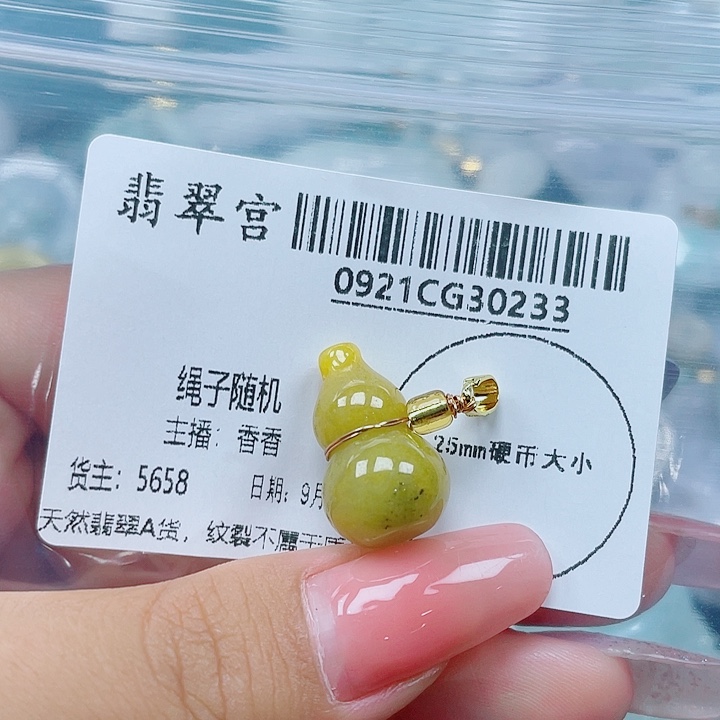 翡翠宫
0921CG30233
绳子随机
主播：香香
25mm硬币大小
货主：5658
日期：9月
天然翡翠A货，纹裂不属于质